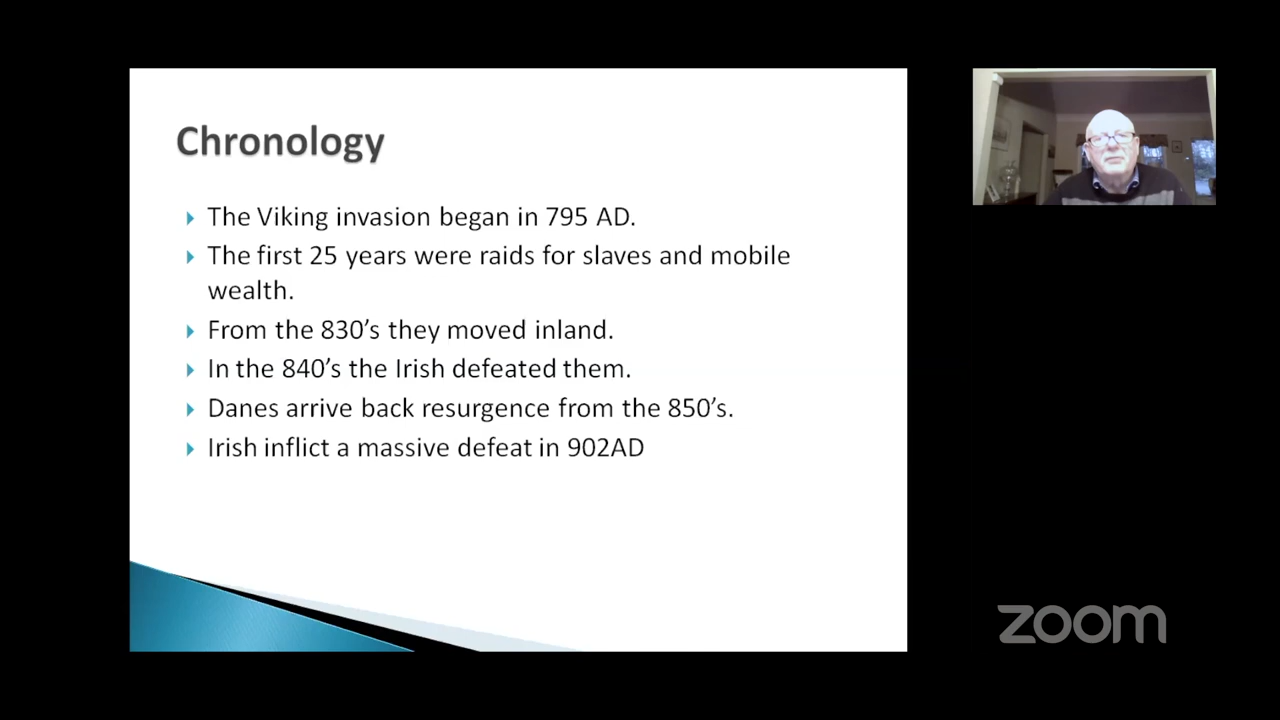 Chronology
The Viking invasion began in 795 AD.
The first 25 years were raids for slaves and mobile
wealth.
From the 830’s they moved inland.
In the 840’s the Irish defeated them.
Danes arrive back resurgence from the 850’s.
Irish inflict a massive defeat in 902AD
zoom